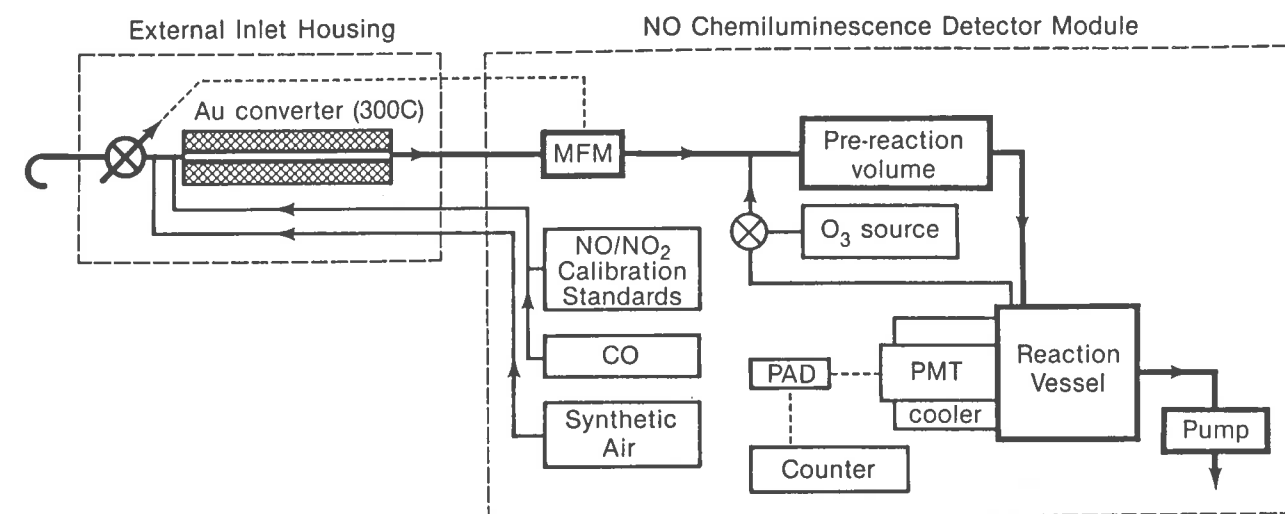 External Inlet Housing
NO Chemiluminescence Detector Module
Au converter (300C)
MFM
Pre-reaction
volume
O₃ source
NO/NO₂
Calibration
Standards
CO
Synthetic
Air
PAD
PMT
cooler
Reaction
Vessel
Counter
Pump